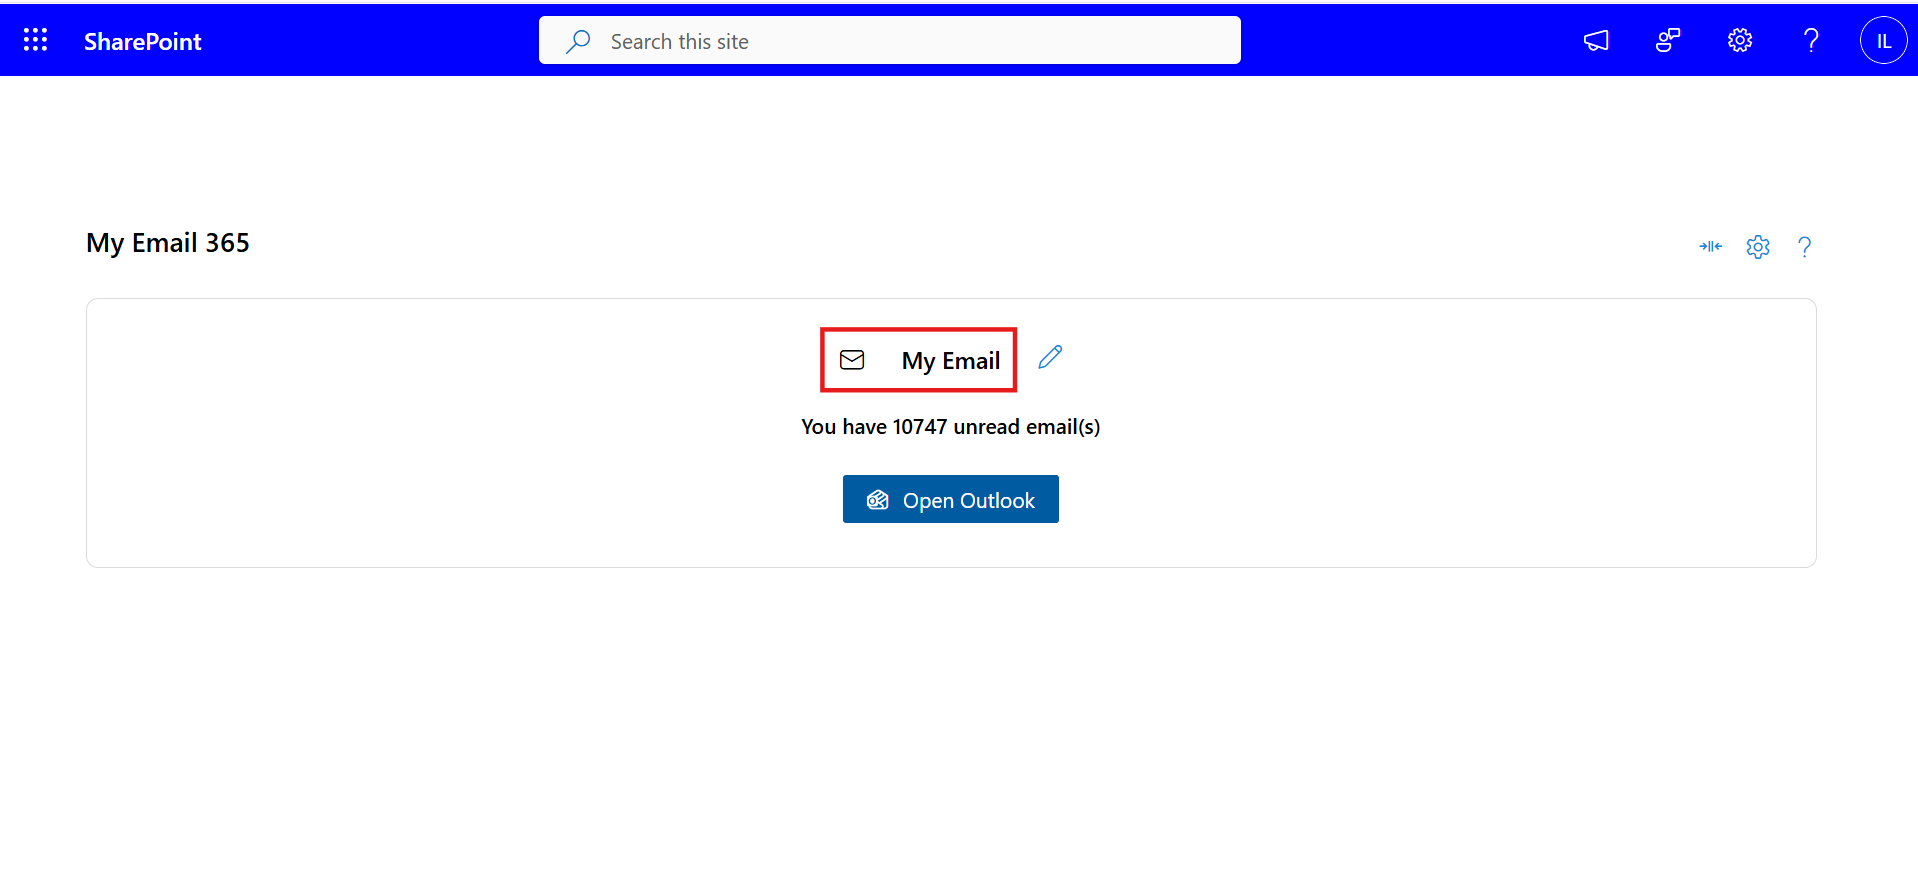 SharePoint
Search this site
IL
My Email 365
My Email
You have 10747 unread email(s)
Open Outlook